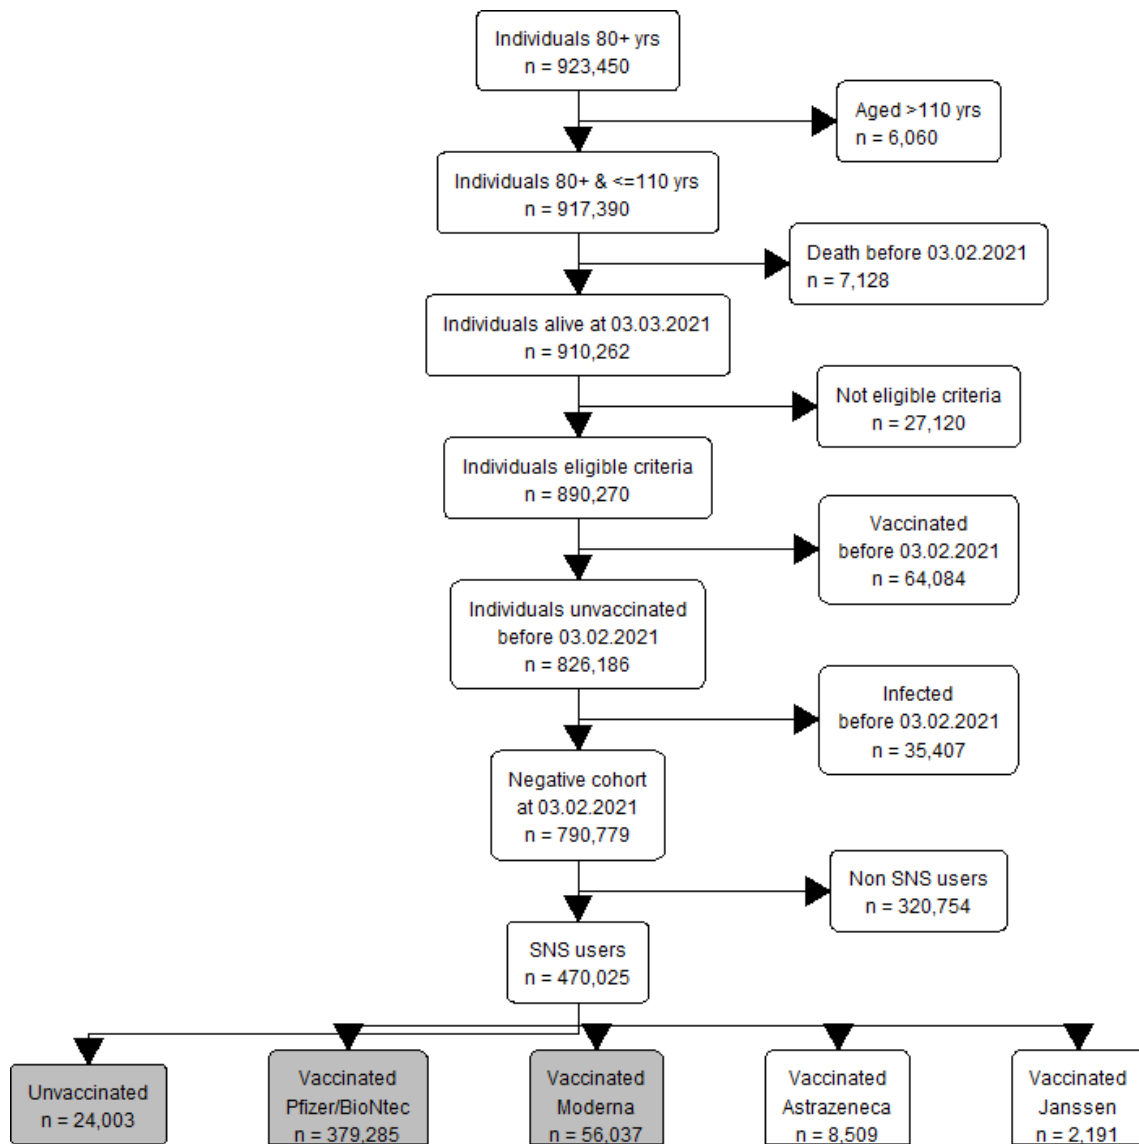 Individuals 80+ yrs
n = 923,450
Aged >110 yrs
n = 6,060
Individuals 80+ & <=110 yrs
n = 917,390
Death before 03.02.2021
n = 7,128
Individuals alive at 03.03.2021
n = 910,262
Not eligible criteria
n = 27,120
Individuals eligible criteria
n = 890,270
Vaccinated
before 03.02.2021
n = 64,084
Individuals unvaccinated
before 03.02.2021
n = 826,186
Infected
before 03.02.2021
n = 35,407
Negative cohort
at 03.02.2021
n = 790,779
Non SNS users
n = 320,754
SNS users
n = 470,025
Unvaccinated
n = 24,003
Vaccinated
Pfizer/BioNtec
n = 379,285
Vaccinated
Moderna
n = 56,037
Vaccinated
Astrazeneca
n = 8,509
Vaccinated
Janssen
n = 2,191